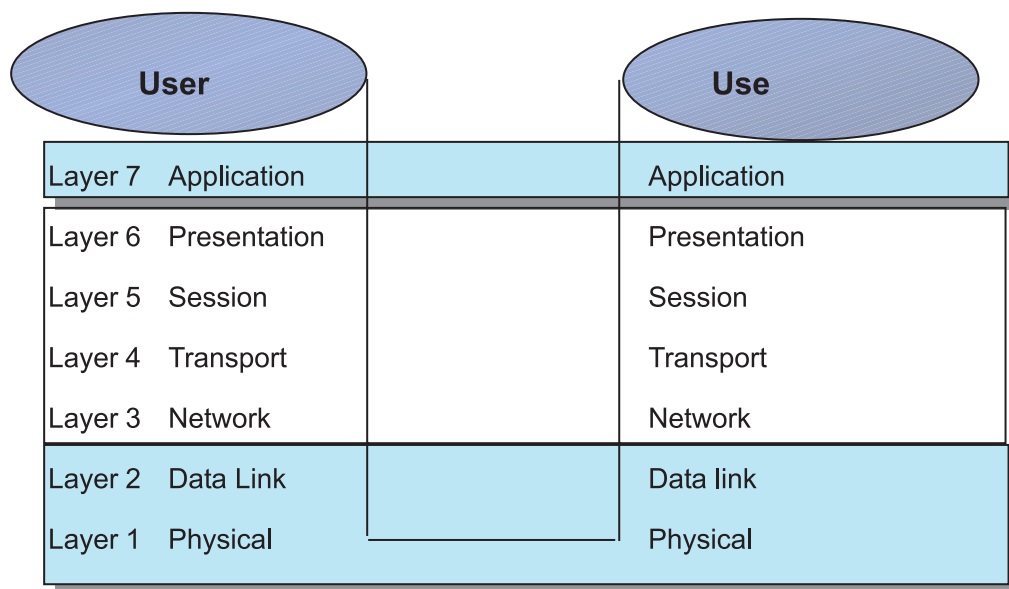 User Use
Layer 7 Application Application
Layer 6 Presentation Presentation
Layer 5 Session Session
Layer 4 Transport Transport
Layer 3 Network Network
Layer 2 Data Link Data link
Layer 1 Physical Physical